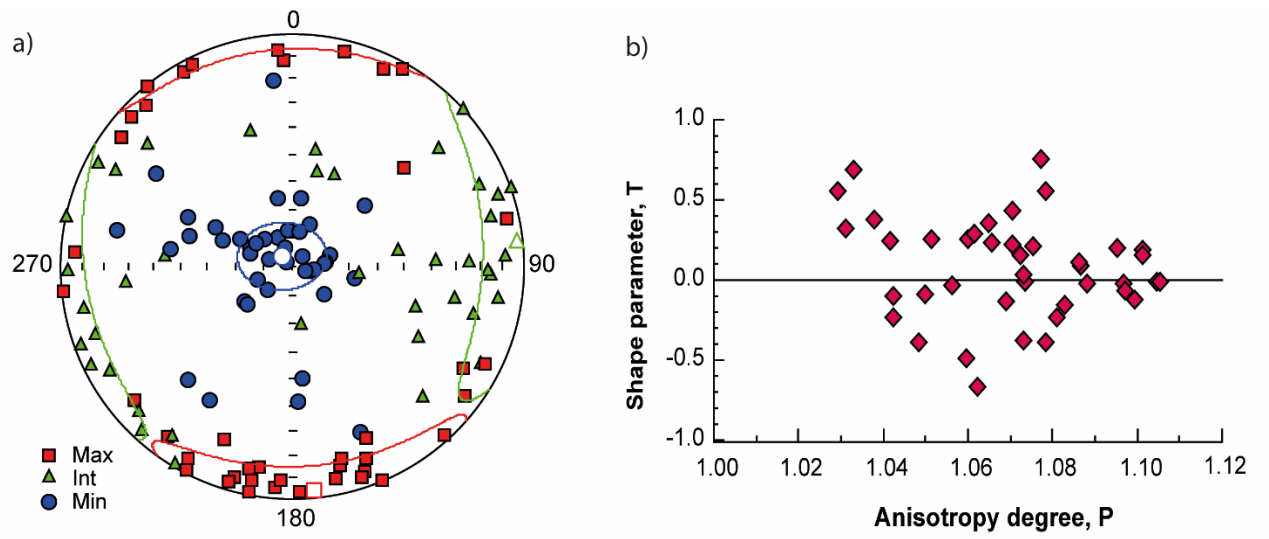 a)
0
270
90
180
Max
Int
Min
b)
1.0
0.5
0.0
-0.5
-1.0
Shape parameter, T
1.00 1.02 1.04 1.06 1.08 1.10 1.12
Anisotropy degree, P